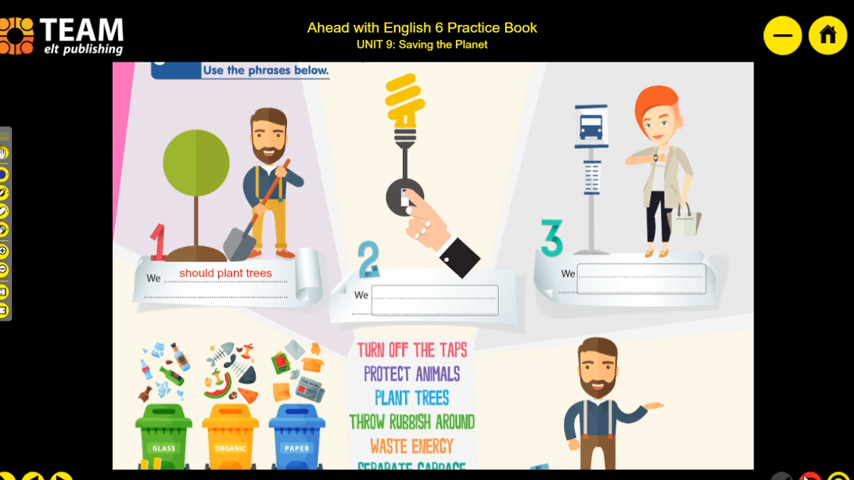 TEAM
elt publishing
Ahead with English 6 Practice Book
UNIT 9: Saving the Planet
Use the phrases below.
1
We should plant trees
2
We
3
We
GLASS
ORGANIC
PAPER
TURN OFF THE TAPS
PROTECT ANIMALS
PLANT TREES
THROW RUBBISH AROUND
WASTE ENERGY
SEPARATE GARBAGE